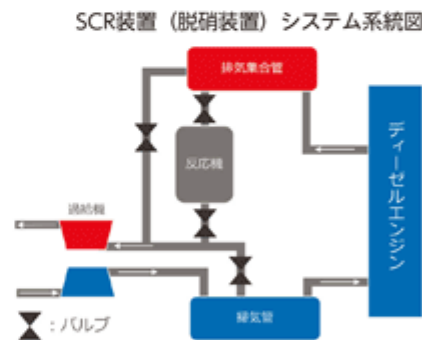 SCR装置（脱硝装置）システム系統図
排気集合管
反応機
ディーゼルエンジン
過給機
掃気管
：バルブ